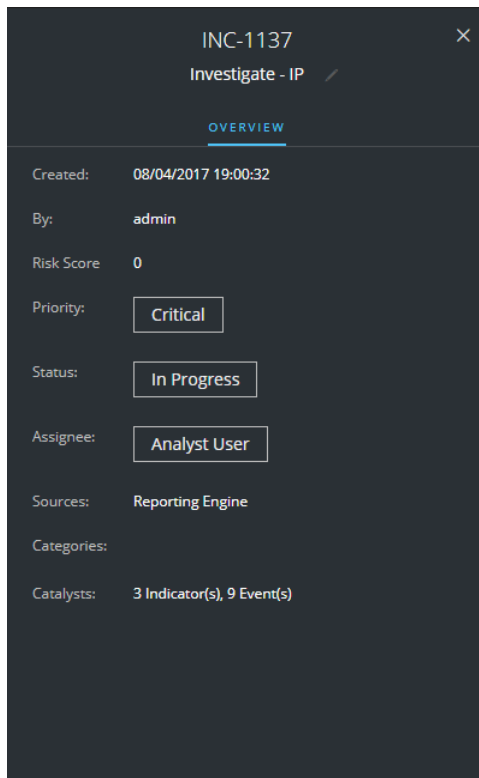 INC-1137
Investigate - IP
OVERVIEW
Created: 08/04/2017 19:00:32
By: admin
Risk Score 0
Priority: Critical
Status: In Progress
Assignee: Analyst User
Sources: Reporting Engine
Categories:
Catalysts: 3 Indicator(s), 9 Event(s)